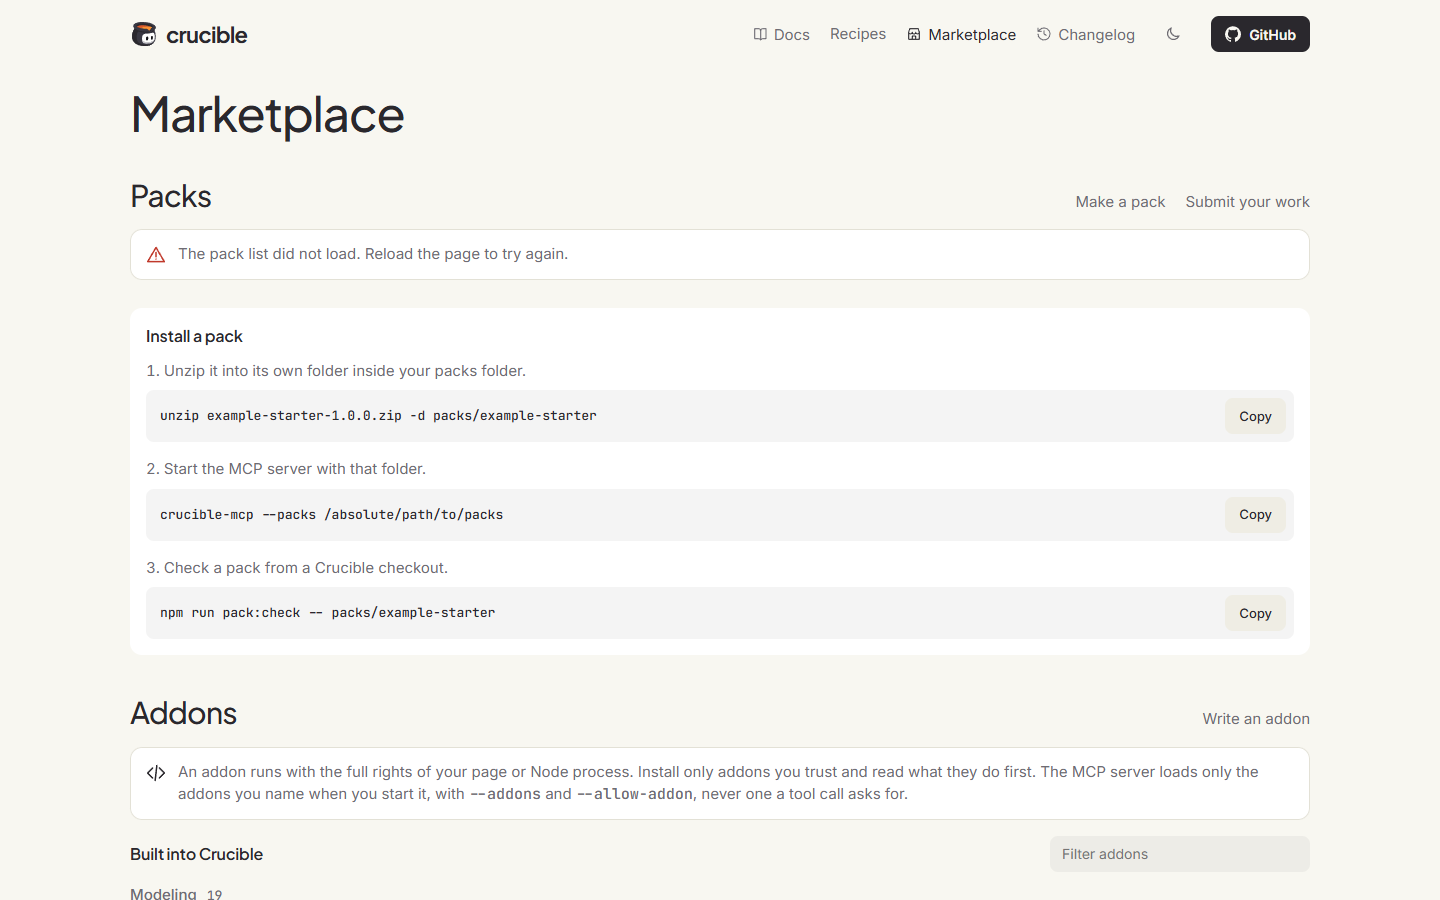 crucible
Docs
Recipes
Marketplace
Changelog
GitHub
Marketplace
Packs
Make a pack
Submit your work
The pack list did not load. Reload the page to try again.
Install a pack
1. Unzip it into its own folder inside your packs folder.
unzip example-starter-1.0.0.zip -d packs/example-starter
Copy
2. Start the MCP server with that folder.
crucible-mcp --packs /absolute/path/to/packs
Copy
3. Check a pack from a Crucible checkout.
npm run pack:check -- packs/example-starter
Copy
Addons
Write an addon
An addon runs with the full rights of your page or Node process. Install only addons you trust and read what they do first. The MCP server loads only the
addons you name when you start it, with --addons and --allow-addon, never one a tool call asks for.
Built into Crucible
Filter addons
Modeling 19